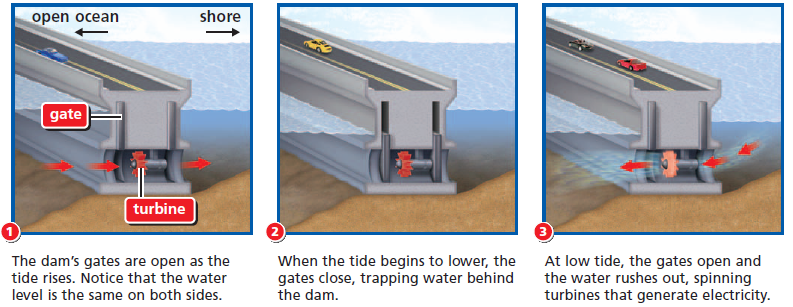 open ocean
shore
gate
turbine
1
The dam's gates are open as the
tide rises. Notice that the water
level is the same on both sides.
2
When the tide begins to lower, the
gates close, trapping water behind
the dam.
3
At low tide, the gates open and
the water rushes out, spinning
turbines that generate electricity.